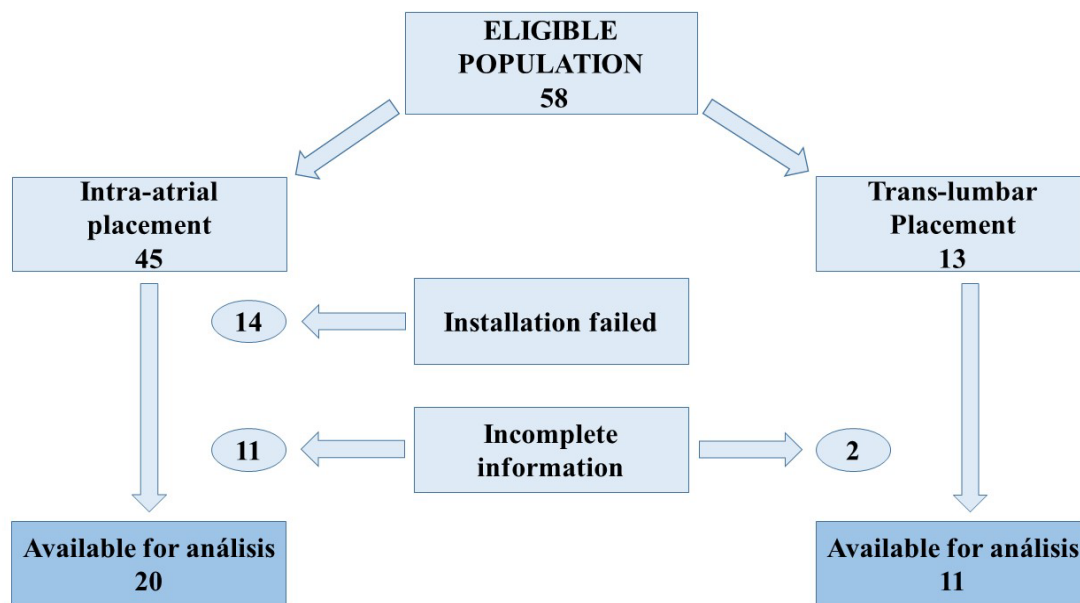 ELIGIBLE
POPULATION
58
Intra-atrial
placement
45
Trans-lumbar
Placement
13
14
Installation failed
11
Incomplete
information
2
Available for análisis
20
Available for análisis
11